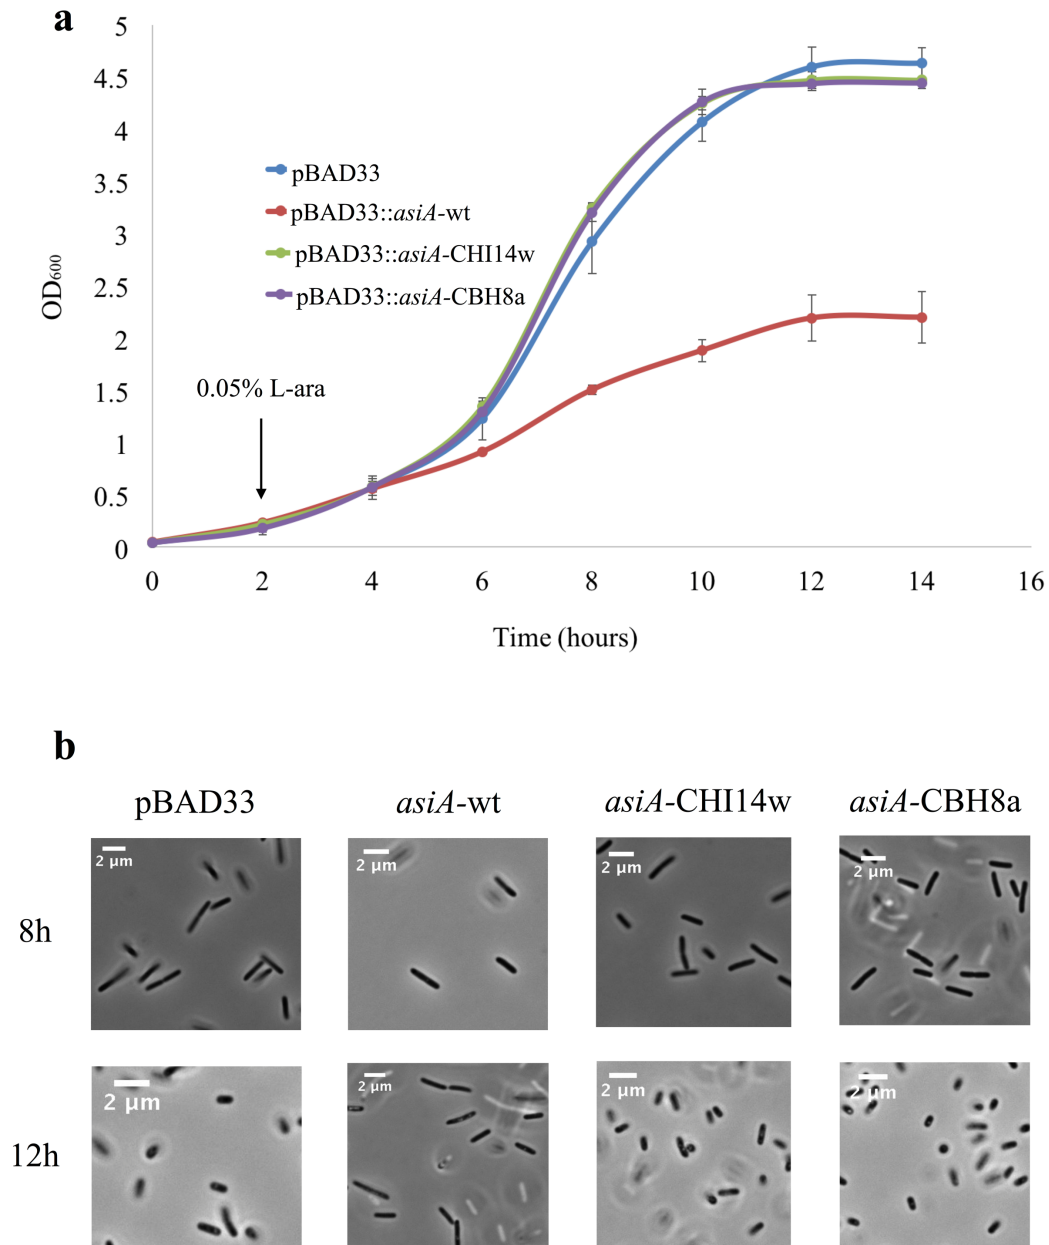 a
5
4.5
4
3.5
3
2.5
2
1.5
1
0.5
0
OD600
pBAD33
pBAD33::asiA-wt
pBAD33::asiA-CHI14w
pBAD33::asiA-CBH8a
0.05% L-ara
0 2 4 6 8 10 12 14 16
Time (hours)
b
pBAD33 asiA-wt asiA-CHI14w asiA-CBH8a
8h
2 µm 2 µm 2 µm 2 µm
12h
2 µm 2 µm 2 µm 2 µm